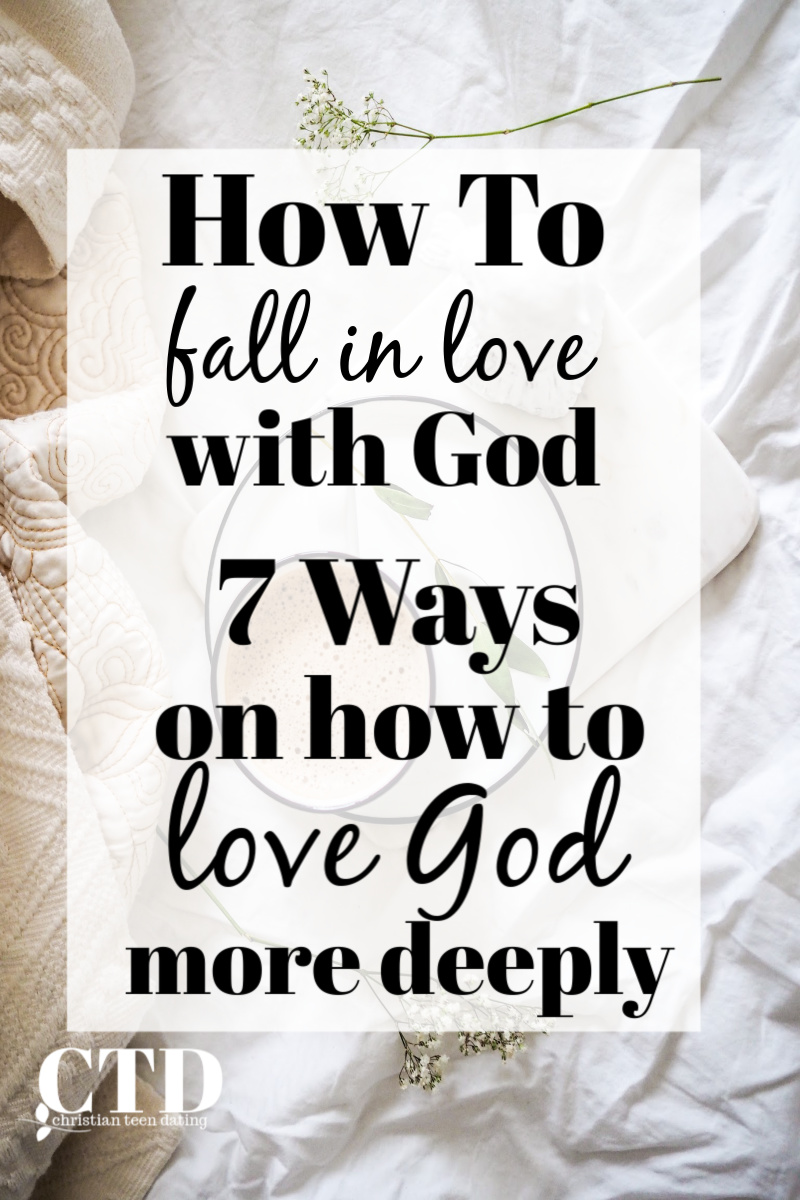 How To
fall in love
with God
7 Ways
on how to
love God
more deeply
CTD
christian teen dating